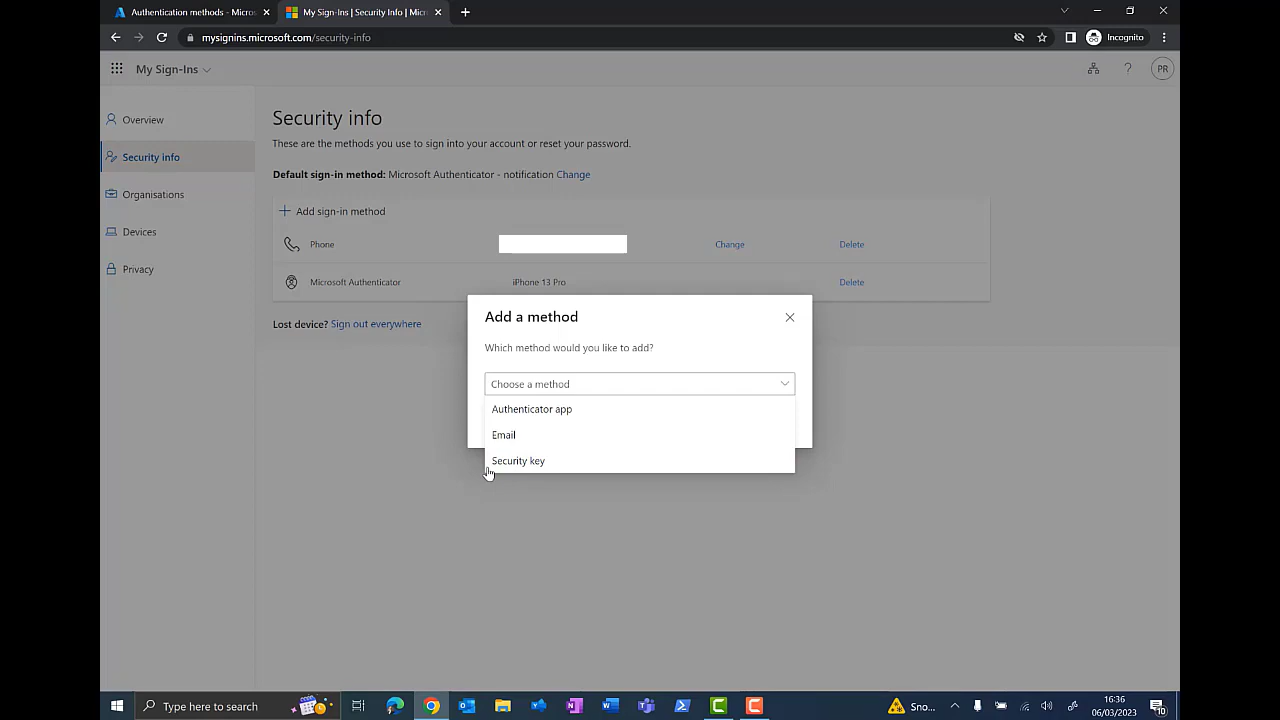 Authentication methods - Micros
My Sign-Ins | Security Info | Micr
mysignins.microsoft.com/security-info
Incognito
My Sign-Ins
PR
Overview
Security info
Organisations
Devices
Privacy
Security info
These are the methods you use to sign into your account or reset your password.
Default sign-in method: Microsoft Authenticator - notification Change
Add sign-in method
Phone Change Delete
Microsoft Authenticator iPhone 13 Pro Delete
Lost device? Sign out everywhere
Add a method
Which method would you like to add?
Choose a method
Authenticator app
Email
Security key
Type here to search
Sno...
16:36
06/03/2023